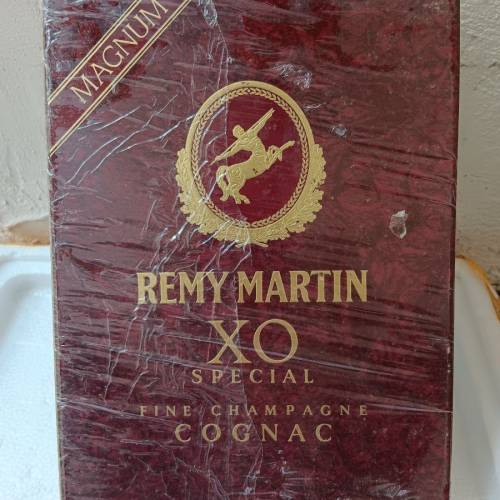 MAGNUM
REMY MARTIN
XO
SPECIAL
FINE CHAMPAGNE
COGNAC